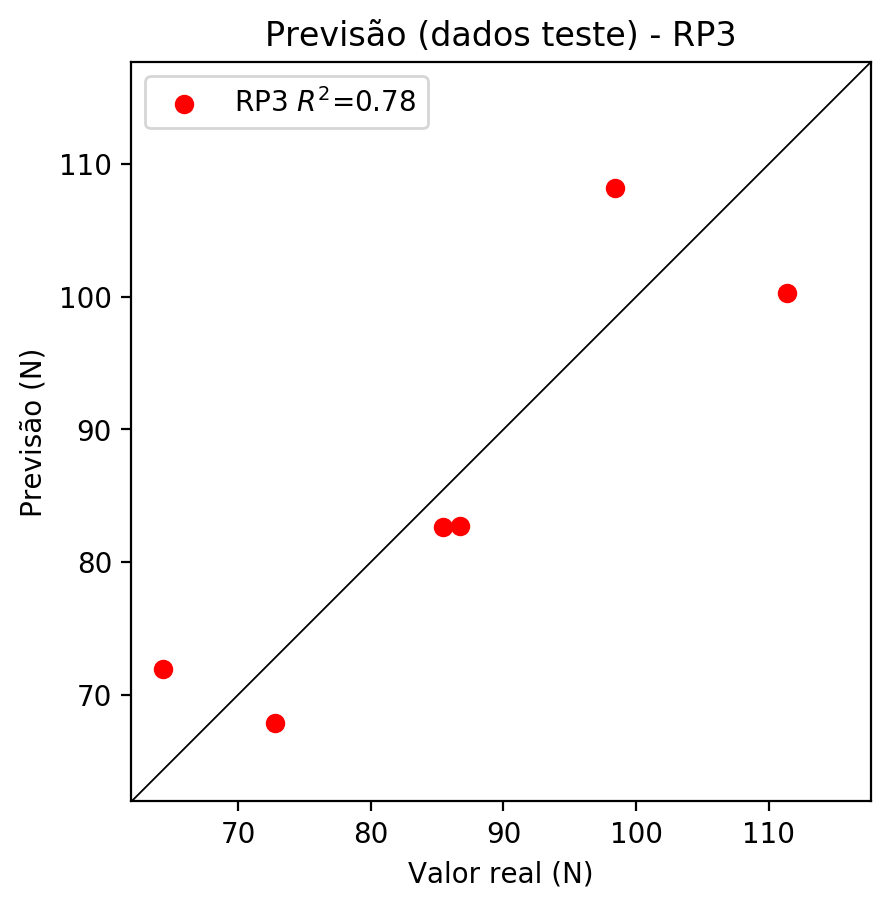 Previsão (dados teste) - RP3
RP3 R²=0.78
Previsão (N)
110
100
90
80
70
70 80 90 100 110
Valor real (N)